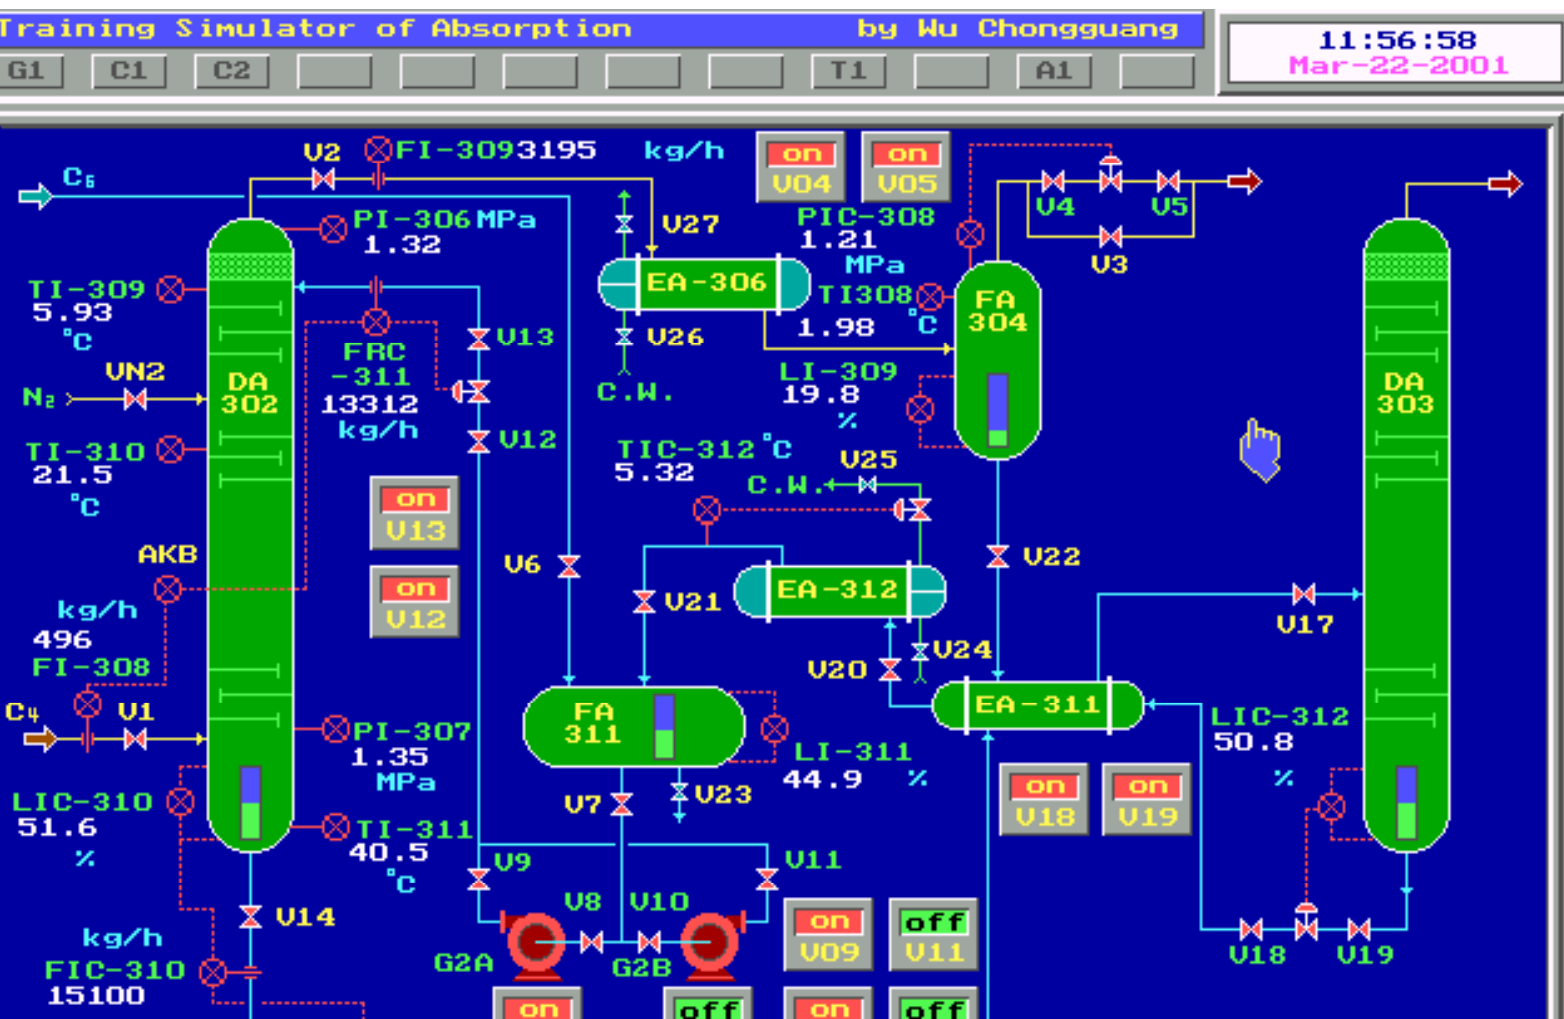 Training Simulator of Absorption by Wu Chongguang
11:56:58
Mar-22-2001
G1 C1 C2 T1 A1
V2 FI-309 3195 kg/h
on on
V04 V05
C₆
V4 V5
PI-306 MPa
1.32
V27
PIC-308
1.21
MPa
V3
TI-309
5.93
°C
EA-306
TI308
1.98 °C
FA
304
V13
V26
FRC
-311
13312
kg/h
VN2
N₂
DA
302
C.W.
LI-309
19.8
%
DA
303
V12
TI-310
21.5
°C
TIC-312 °C
5.32
V25
C.W.
on
V13
AKB
V6
V22
on
V12
EA-312
V21
kg/h
496
FI-308
V17
V24
V20
C₄ V1
FA
311
EA-311
PI-307
1.35
MPa
LI-311
44.9 %
LIC-312
50.8
%
on on
V18 V19
LIC-310
51.6
%
V7
V23
TI-311
40.5
°C
V9
V11
V14
V8 V10
on off
V09 V11
kg/h
FIC-310
15100
G2A G2B
V18 V19
on off on off